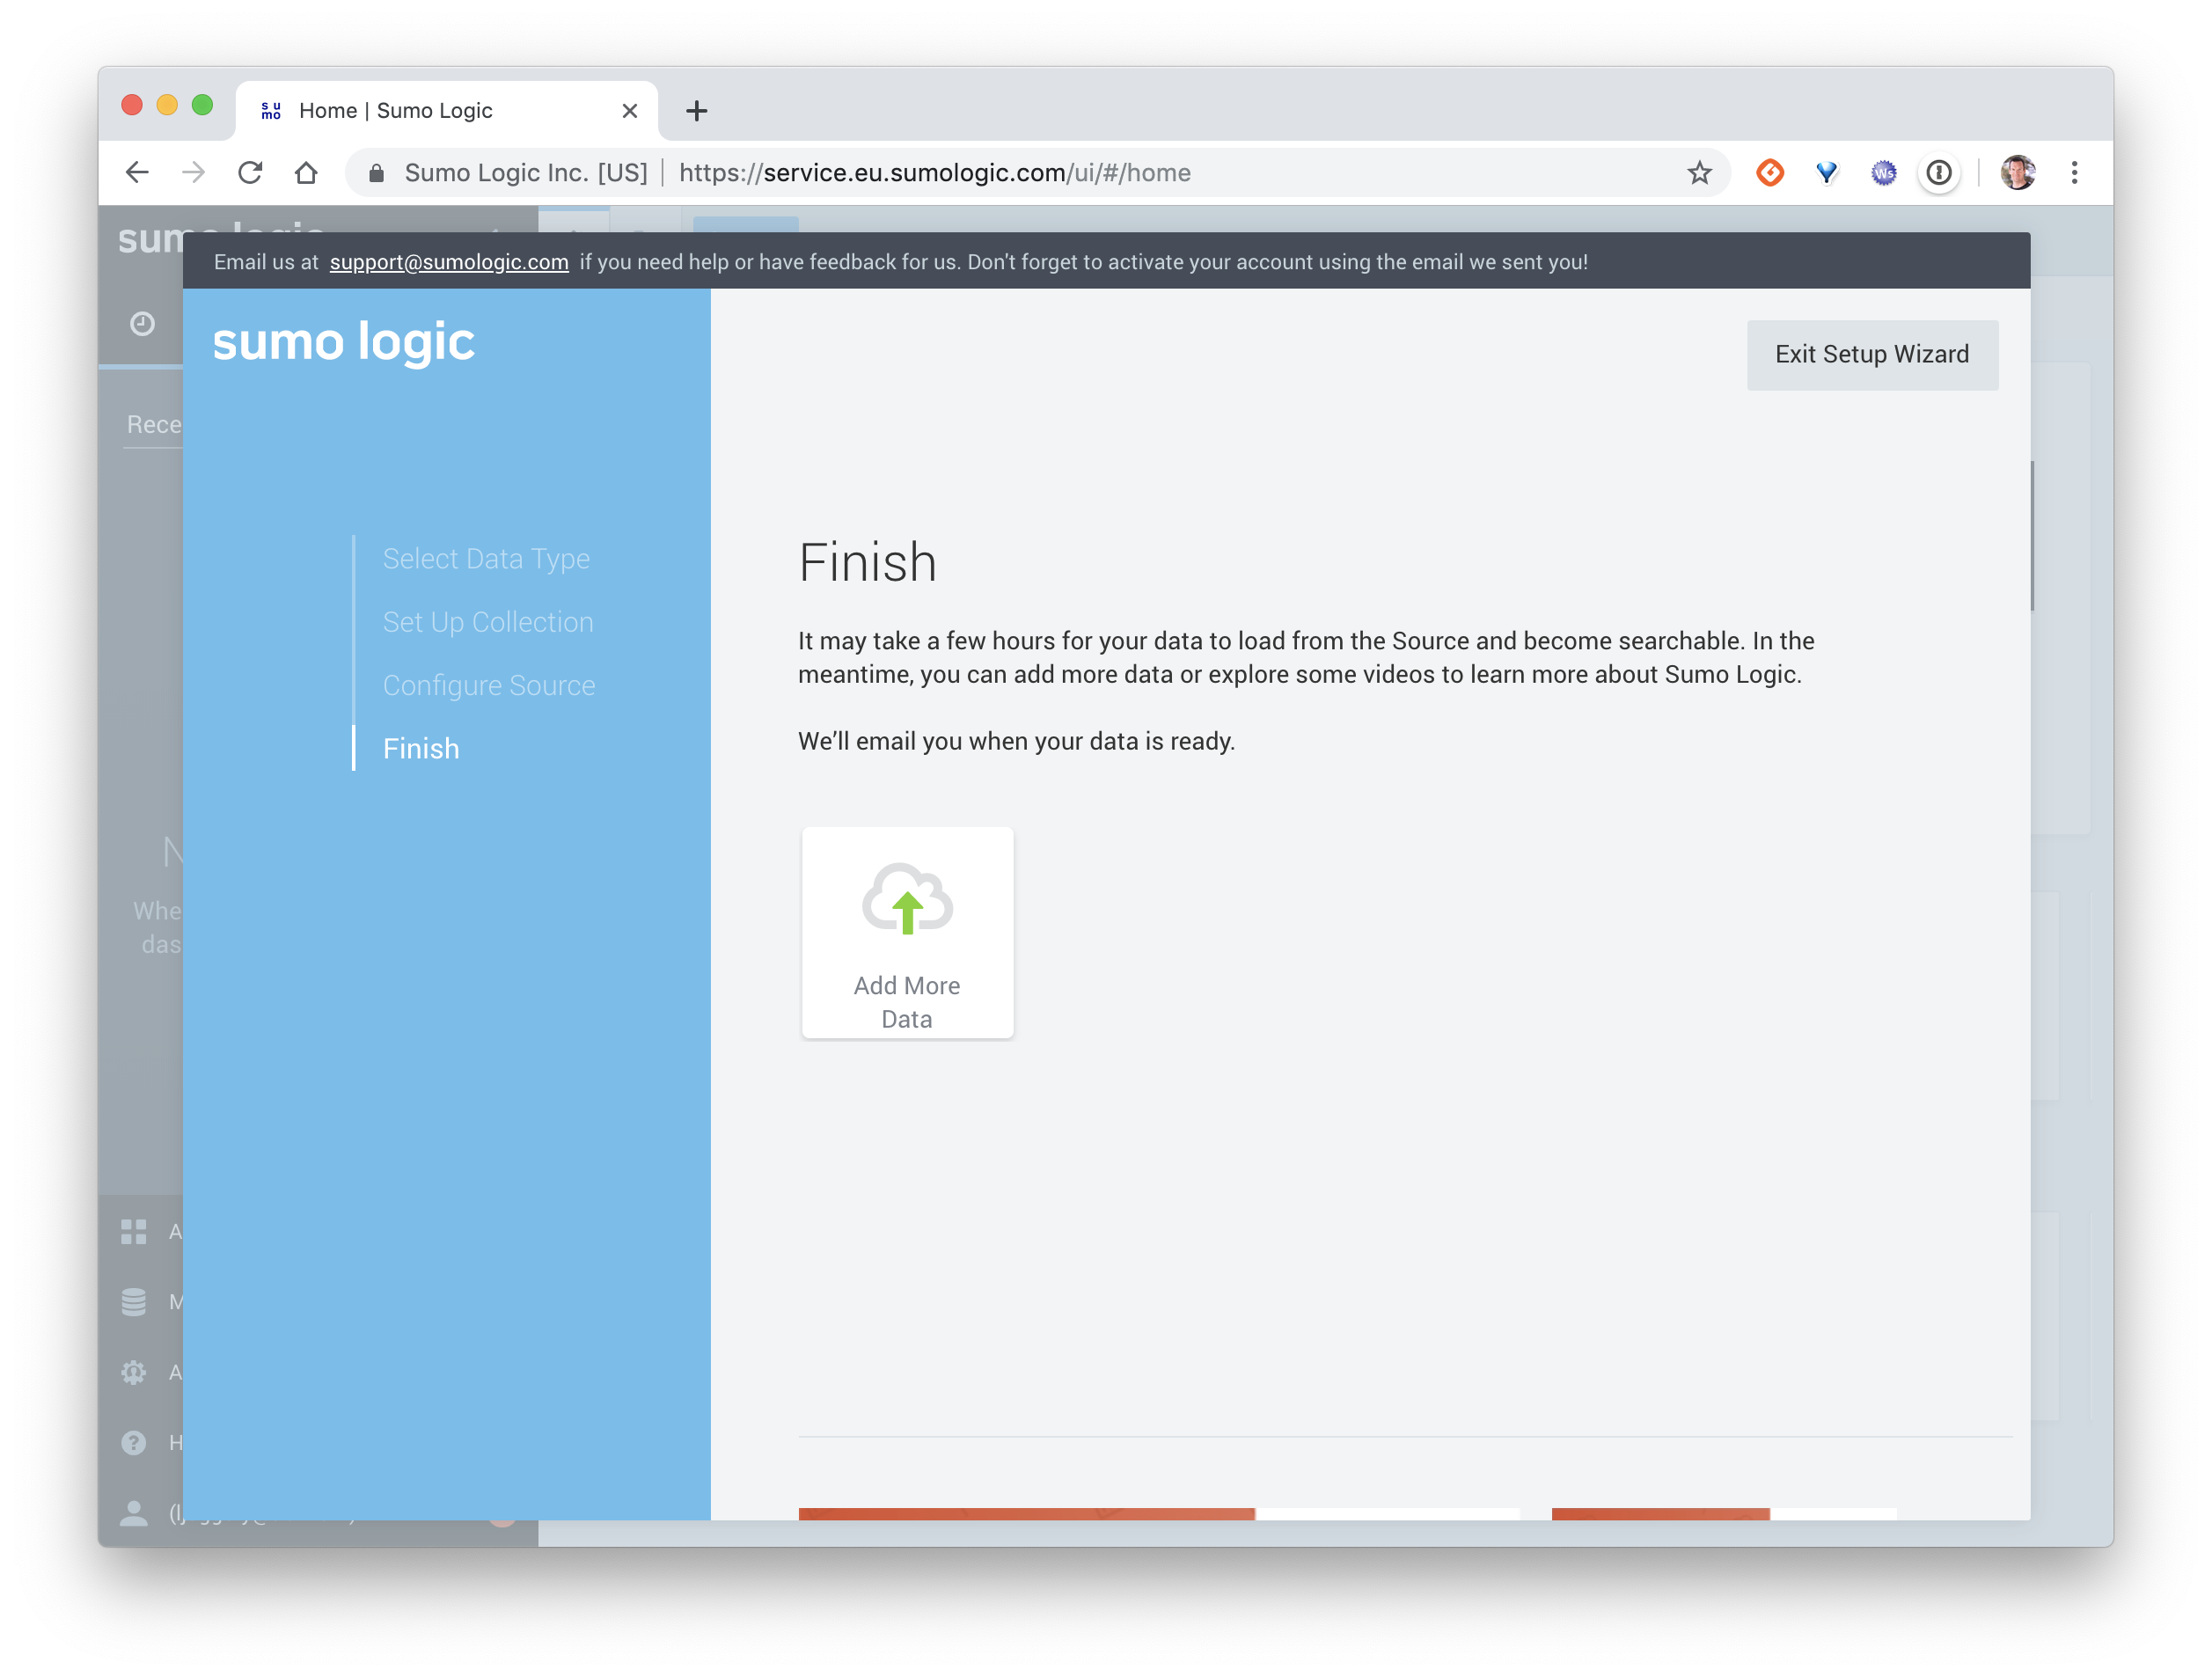 su mo
Home | Sumo Logic
Sumo Logic Inc. [US] | https://service.eu.sumologic.com/ui/#/home
Ws
sumo logic
Email us at support@sumologic.com if you need help or have feedback for us. Don't forget to activate your account using the email we sent you!
sumo logic
Exit Setup Wizard
Rece
Select Data Type
Set Up Collection
Configure Source
Finish
Finish
It may take a few hours for your data to load from the Source and become searchable. In the
meantime, you can add more data or explore some videos to learn more about Sumo Logic.
We'll email you when your data is ready.
N
Whe
das
Add More
Data
A
M
A
H